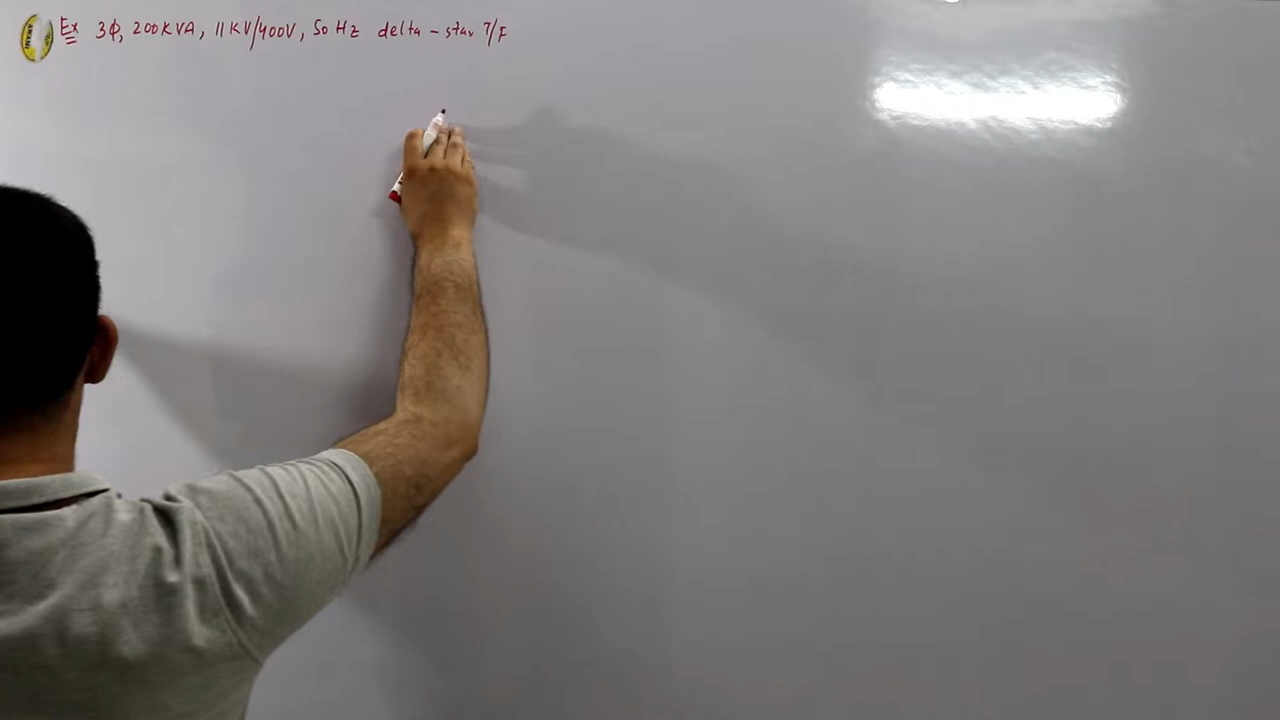 Ex 3ϕ, 200KVA, 11KV/400V, 50 Hz delta - star T/F